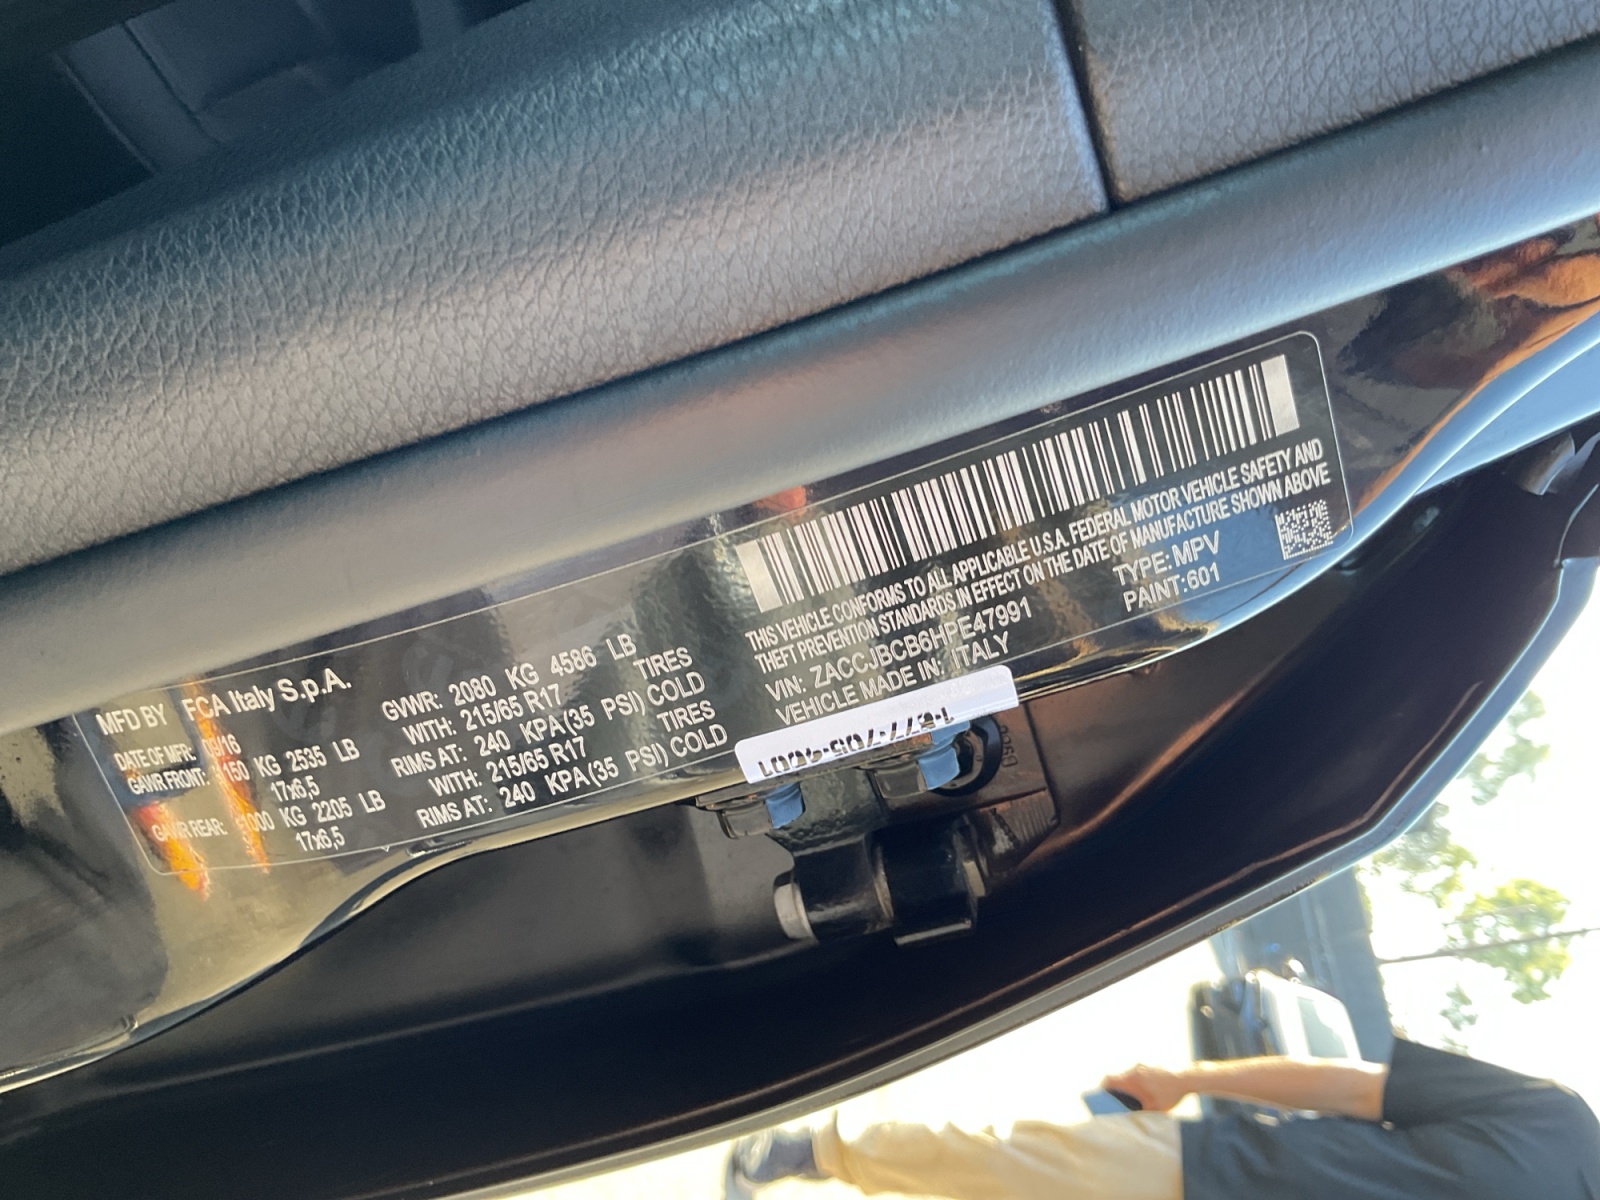 MFD BY FCA Italy S.p.A.
DATE OF MFR: 09/16 GVWR: 2080 KG 4586 LB
GAWR FRONT: 1150 KG 2535 LB WITH: 215/65 R17 TIRES
17x6,5 RIMS AT: 240 KPA(35 PSI) COLD
GAWR REAR: 1000 KG 2205 LB WITH: 215/65 R17 TIRES
17x6,5 RIMS AT: 240 KPA(35 PSI) COLD
THIS VEHICLE CONFORMS TO ALL APPLICABLE U.S.A. FEDERAL MOTOR VEHICLE SAFETY AND
THEFT PREVENTION STANDARDS IN EFFECT ON THE DATE OF MANUFACTURE SHOWN ABOVE
VIN: ZACCJBCB6HPE47991 TYPE: MPV
VEHICLE MADE IN: ITALY PAINT: 601